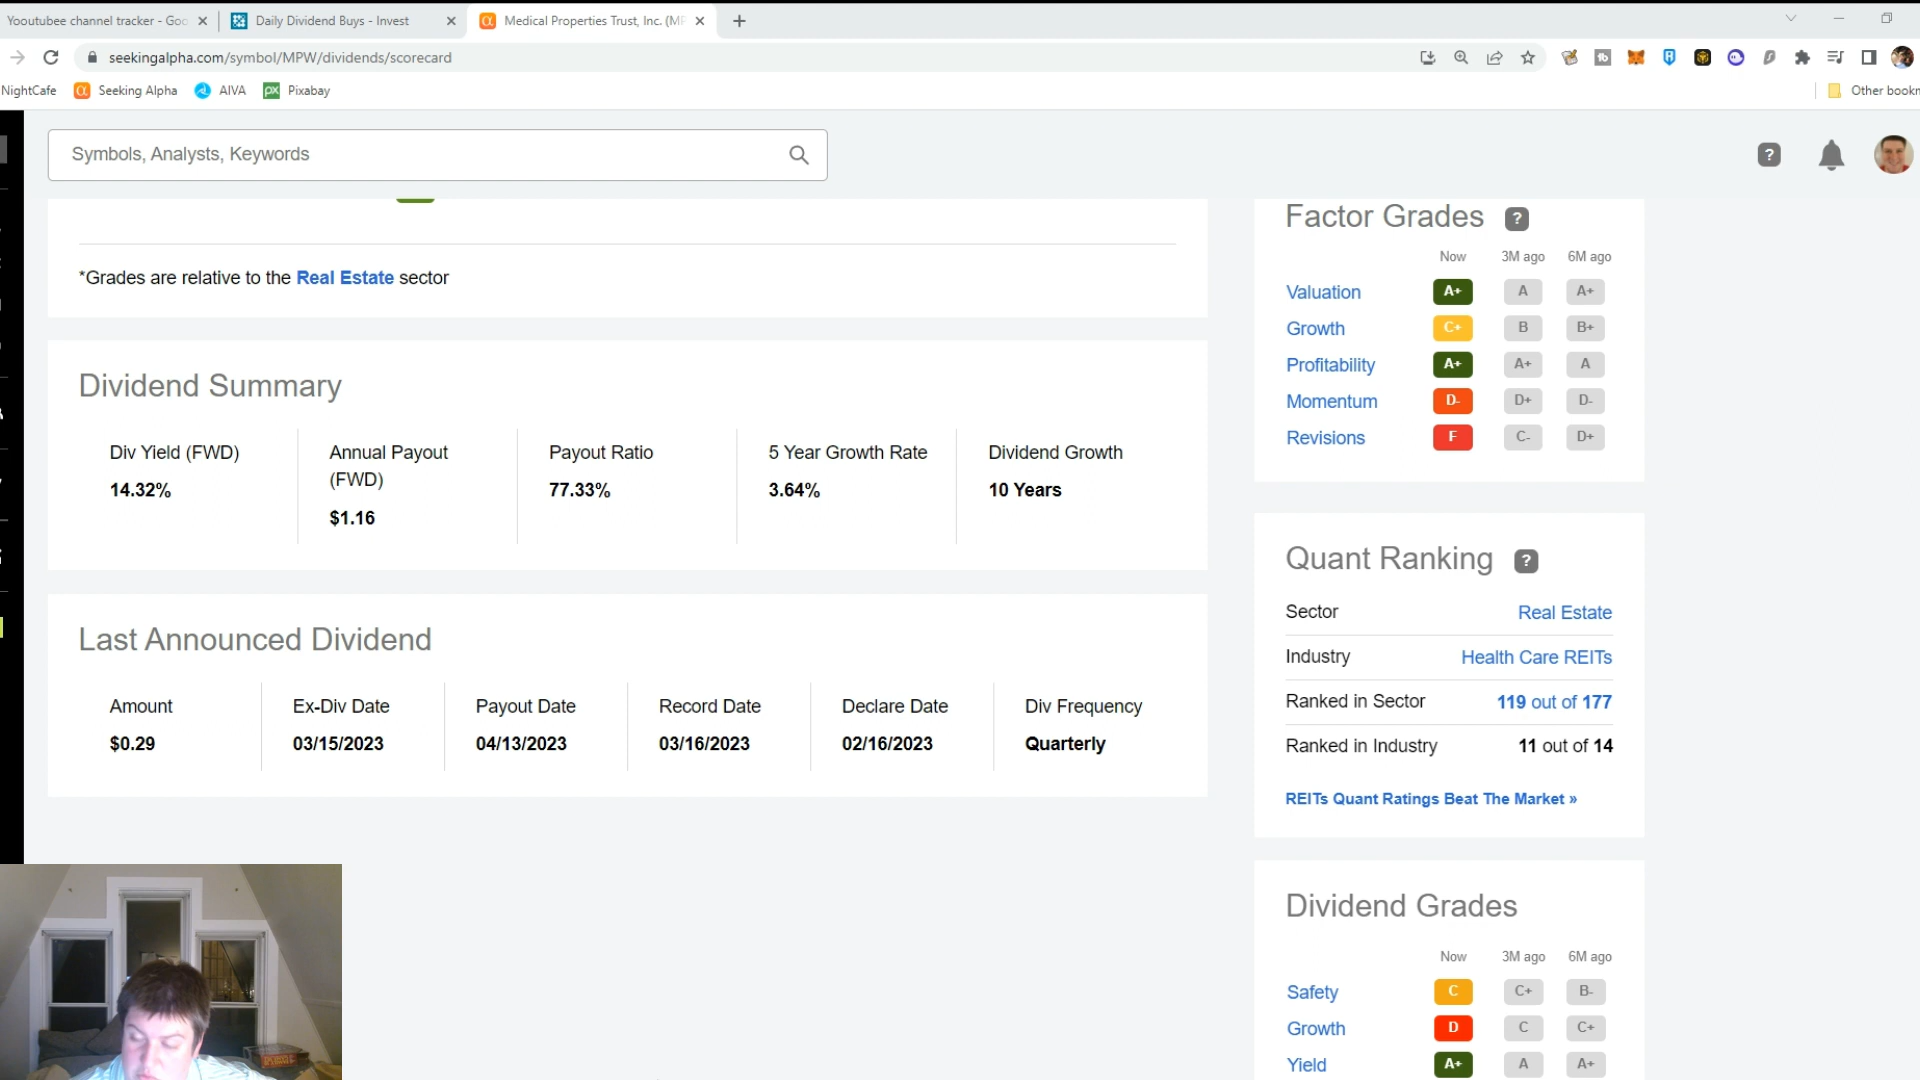 Yooutubee channel tracker - Goo
Daily Dividend Buys - Invest
Medical Properties Trust, Inc. (MP
seekingalpha.com/symbol/MPW/dividends/scorecard
NightCafe
Seeking Alpha
AIVA
px
Pixabay
Other bookm
Symbols, Analysts, Keywords
?
*Grades are relative to the Real Estate sector
Dividend Summary
Div Yield (FWD)
14.32%
Annual Payout
(FWD)
$1.16
Payout Ratio
77.33%
5 Year Growth Rate
3.64%
Dividend Growth
10 Years
Last Announced Dividend
Amount
$0.29
Ex-Div Date
03/15/2023
Payout Date
04/13/2023
Record Date
03/16/2023
Declare Date
02/16/2023
Div Frequency
Quarterly
Factor Grades ?
Now 3M ago 6M ago
Valuation A+ A A+
Growth C+ B B+
Profitability A+ A+ A
Momentum D- D+ D-
Revisions F C- D+
Quant Ranking ?
Sector Real Estate
Industry Health Care REITs
Ranked in Sector 119 out of 177
Ranked in Industry 11 out of 14
REITs Quant Ratings Beat The Market »
Dividend Grades
Now 3M ago 6M ago
Safety C C+ B-
Growth D C C+
Yield A+ A A+